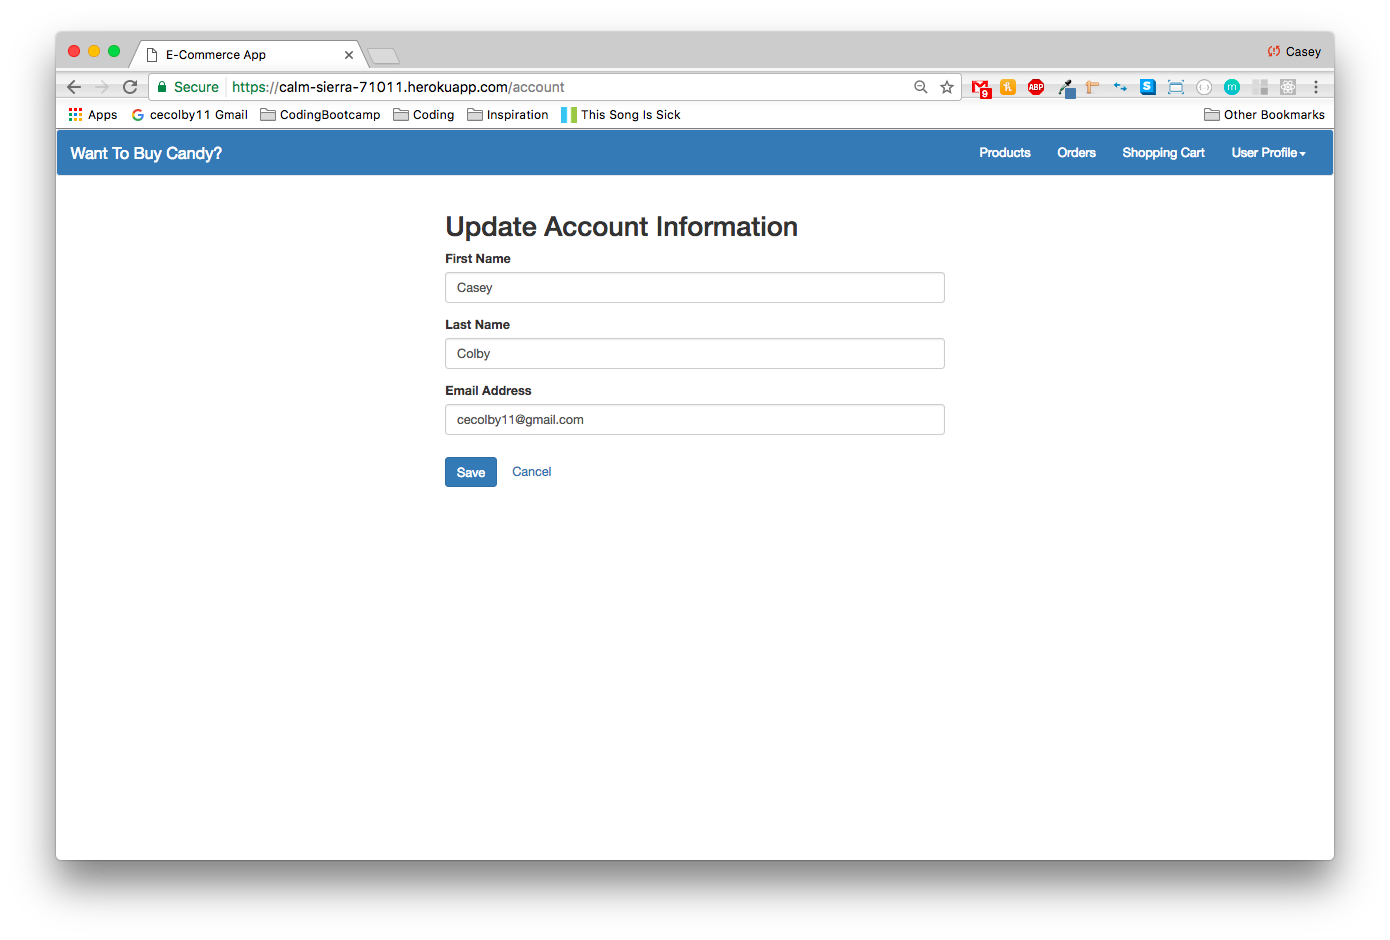 E-Commerce App
Casey
Secure https://calm-sierra-71011.herokuapp.com/account
9
ABP
S
m
Apps cecolby11 Gmail CodingBootcamp Coding Inspiration This Song Is Sick Other Bookmarks
Want To Buy Candy? Products Orders Shopping Cart User Profile
Update Account Information
First Name
Casey
Last Name
Colby
Email Address
cecolby11@gmail.com
Save Cancel